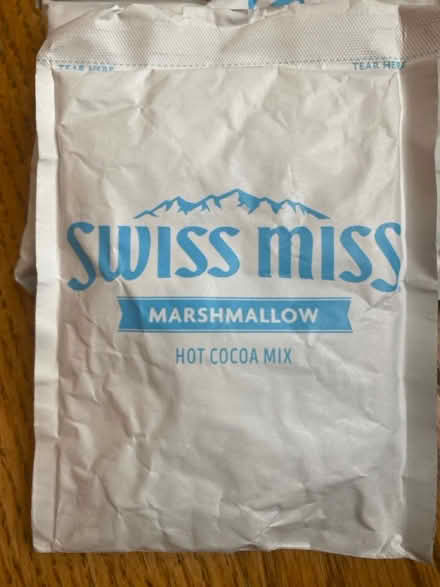 TEAR HERE TEAR HERE
SWISS MISS
MARSHMALLOW
HOT COCOA MIX